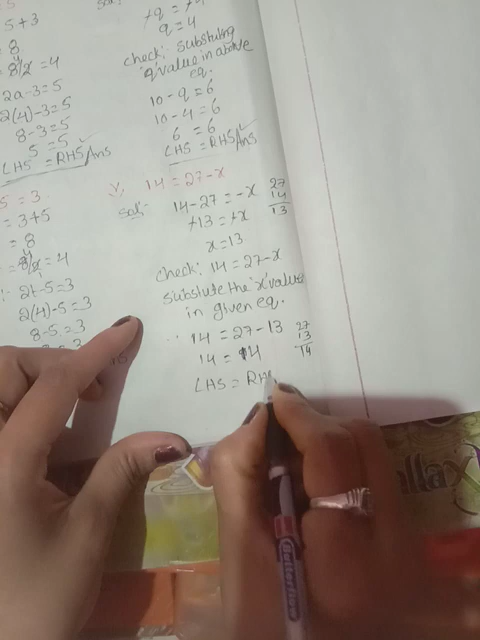 5+3
= 8
= 8/2 = 4
2a-3=5
2(4)-3=5
8-3=5
5=5
LHS = RHS/Ans
= 3
= 3+5
= 8
= 8/2 = 4
2t-5=3
2(4)-5=3
8-5=3
q = 4
check: substuting
'q' value in above
eq.
10-q=6
10-4=6
6 = 6
LHS = RHS/Ans
V, 14 = 27-x
Sol:- 14-27=-x
+13=+x
x=13
27
14
13
check: 14=27-x
substute the 'x' value
in given eq.
∴ 14 = 27-13
14 = 14
27
13
14
LHS = RHS